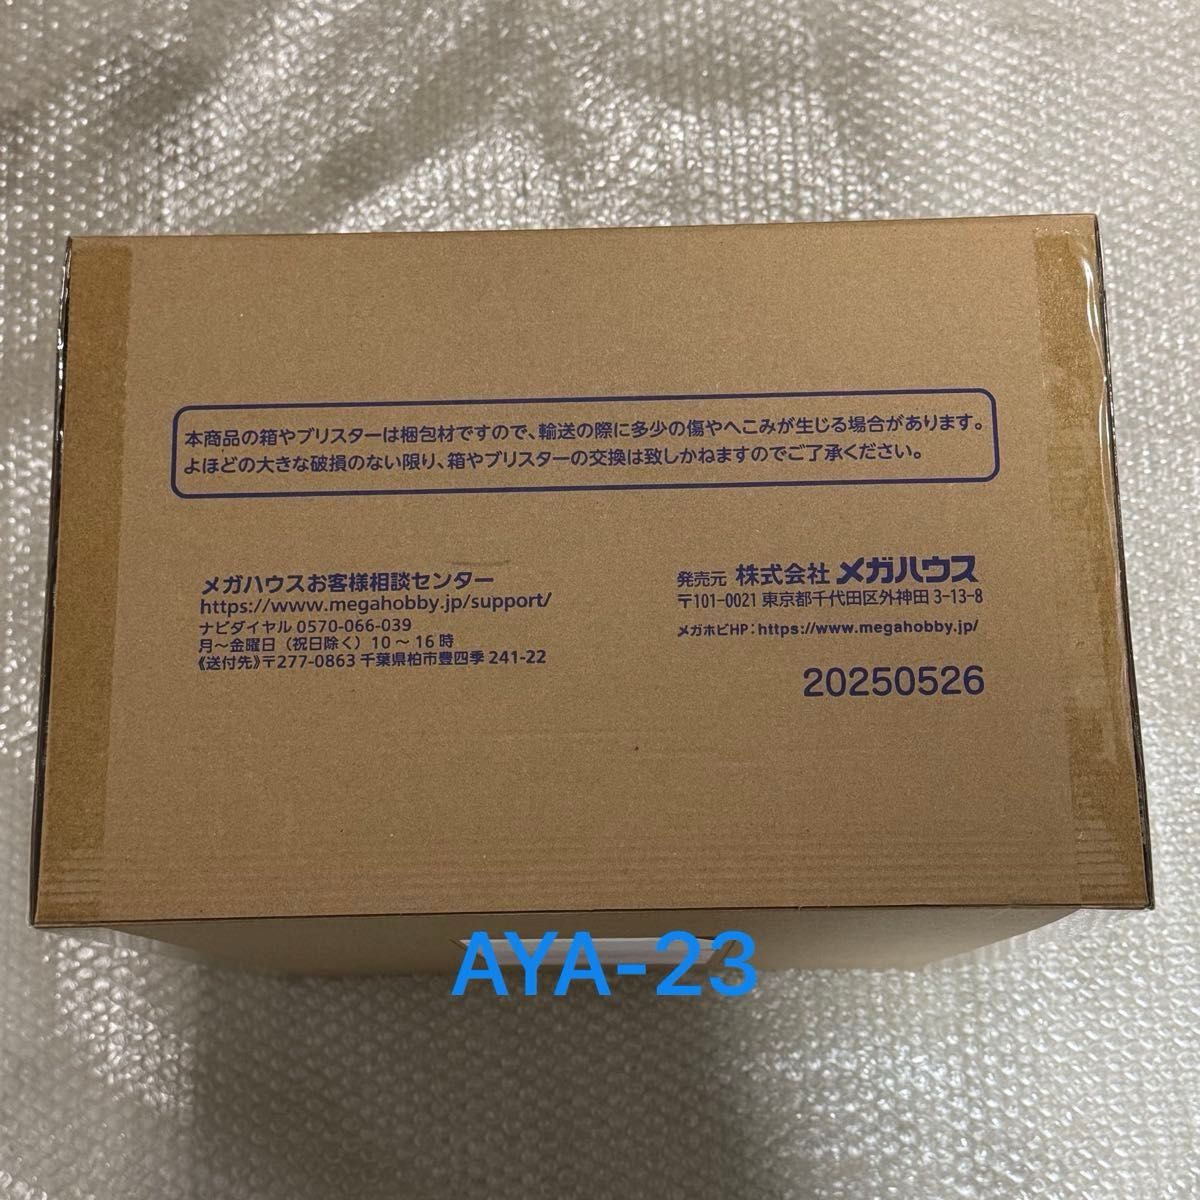 本商品の箱やブリスターは梱包材ですので、輸送の際に多少の傷やへこみが生じる場合があります。
よほどの大きな破損のない限り、箱やブリスターの交換は致しかねますのでご了承ください。
メガハウスお客様相談センター
https://www.megahobby.jp/support/
ナビダイヤル 0570-066-039
月〜金曜日（祝日除く）10〜16時
《送付先》〒277-0863 千葉県柏市豊四季 241-22
発売元 株式会社 メガハウス
〒101-0021 東京都千代田区外神田 3-13-8
メガホビHP：https://www.megahobby.jp/
20250526
AYA-23